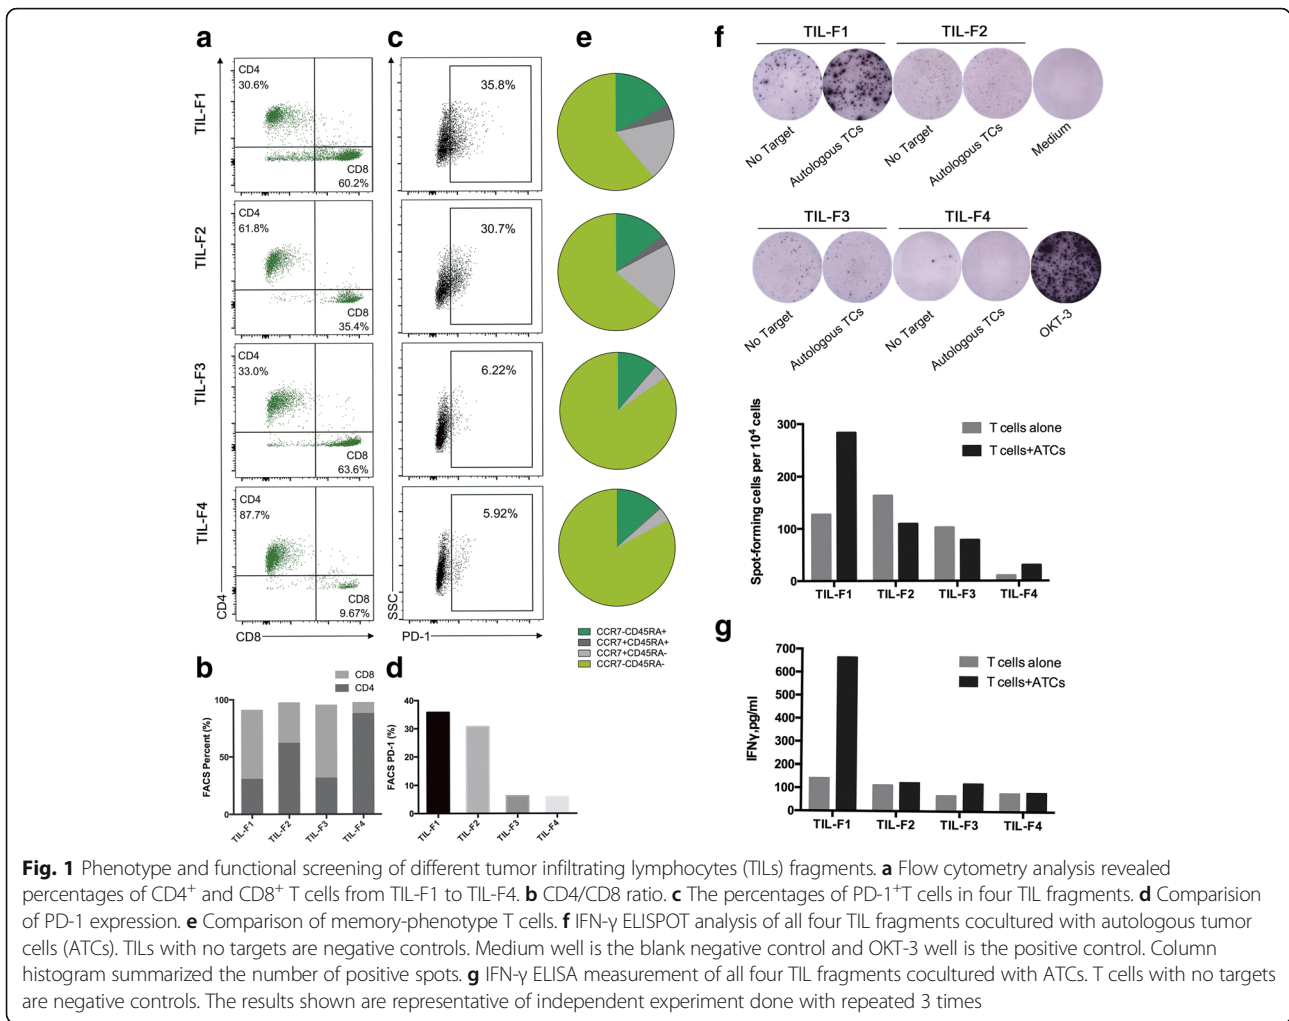 a
TIL-F1
CD4
30.6%
CD8
60.2%
TIL-F2
CD4
61.8%
CD8
35.4%
TIL-F3
CD4
33.0%
CD8
63.6%
TIL-F4
CD4
87.7%
CD8
9.67%
CD4
CD8
c
35.8%
30.7%
6.22%
5.92%
SSC
PD-1
e
CCR7-CD45RA+
CCR7+CD45RA+
CCR7+CD45RA-
CCR7-CD45RA-
b
CD8
CD4
FACS Percent (%)
100
50
0
TIL-F1
TIL-F2
TIL-F3
TIL-F4
d
FACS PD-1 (%)
40
30
20
10
0
TIL-F1
TIL-F2
TIL-F3
TIL-F4
f
TIL-F1
TIL-F2
No Target
Autologous TCs
No Target
Autologous TCs
Medium
TIL-F3
TIL-F4
No Target
Autologous TCs
No Target
Autologous TCs
OKT-3
Spot-forming cells per 10⁴ cells
300
200
100
0
T cells alone
T cells+ATCs
TIL-F1
TIL-F2
TIL-F3
TIL-F4
g
IFNγ,pg/ml
700
600
500
400
300
200
100
0
T cells alone
T cells+ATCs
TIL-F1
TIL-F2
TIL-F3
TIL-F4
Fig. 1 Phenotype and functional screening of different tumor infiltrating lymphocytes (TILs) fragments. a Flow cytometry analysis revealed
percentages of CD4⁺ and CD8⁺ T cells from TIL-F1 to TIL-F4. b CD4/CD8 ratio. c The percentages of PD-1⁺T cells in four TIL fragments. d Comparision
of PD-1 expression. e Comparison of memory-phenotype T cells. f IFN-γ ELISPOT analysis of all four TIL fragments cocultured with autologous tumor
cells (ATCs). TILs with no targets are negative controls. Medium well is the blank negative control and OKT-3 well is the positive control. Column
histogram summarized the number of positive spots. g IFN-γ ELISA measurement of all four TIL fragments cocultured with ATCs. T cells with no targets
are negative controls. The results shown are representative of independent experiment done with repeated 3 times